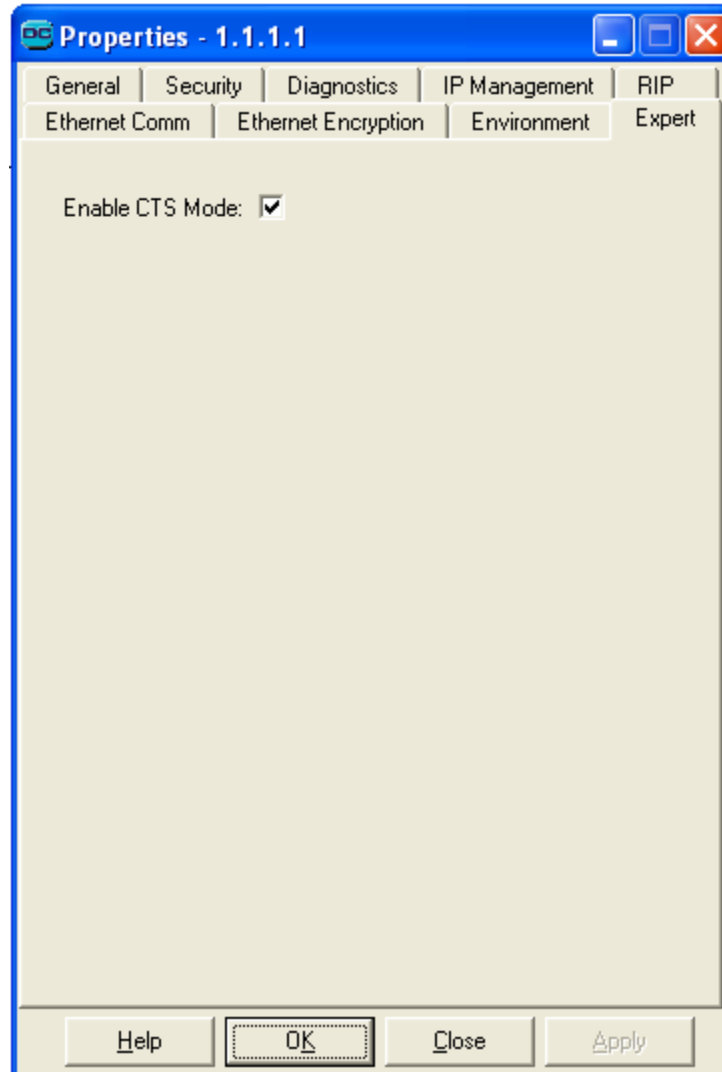 DC Properties - 1.1.1.1
General Security Diagnostics IP Management RIP
Ethernet Comm Ethernet Encryption Environment Expert
Enable CTS Mode:
Help OK Close Apply